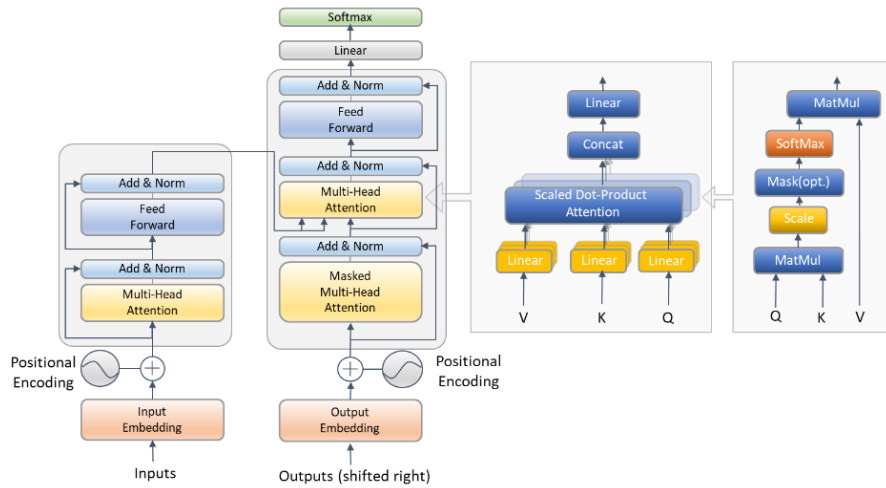 Softmax
Linear
Add & Norm
Feed
Forward
Add & Norm
Multi-Head
Attention
Add & Norm
Masked
Multi-Head
Attention
Positional
Encoding
Output
Embedding
Outputs (shifted right)
Add & Norm
Feed
Forward
Add & Norm
Multi-Head
Attention
Positional
Encoding
Input
Embedding
Inputs
Linear
Concat
Scaled Dot-Product
Attention
Linear Linear Linear
V K Q
MatMul
SoftMax
Mask(opt.)
Scale
MatMul
Q K V